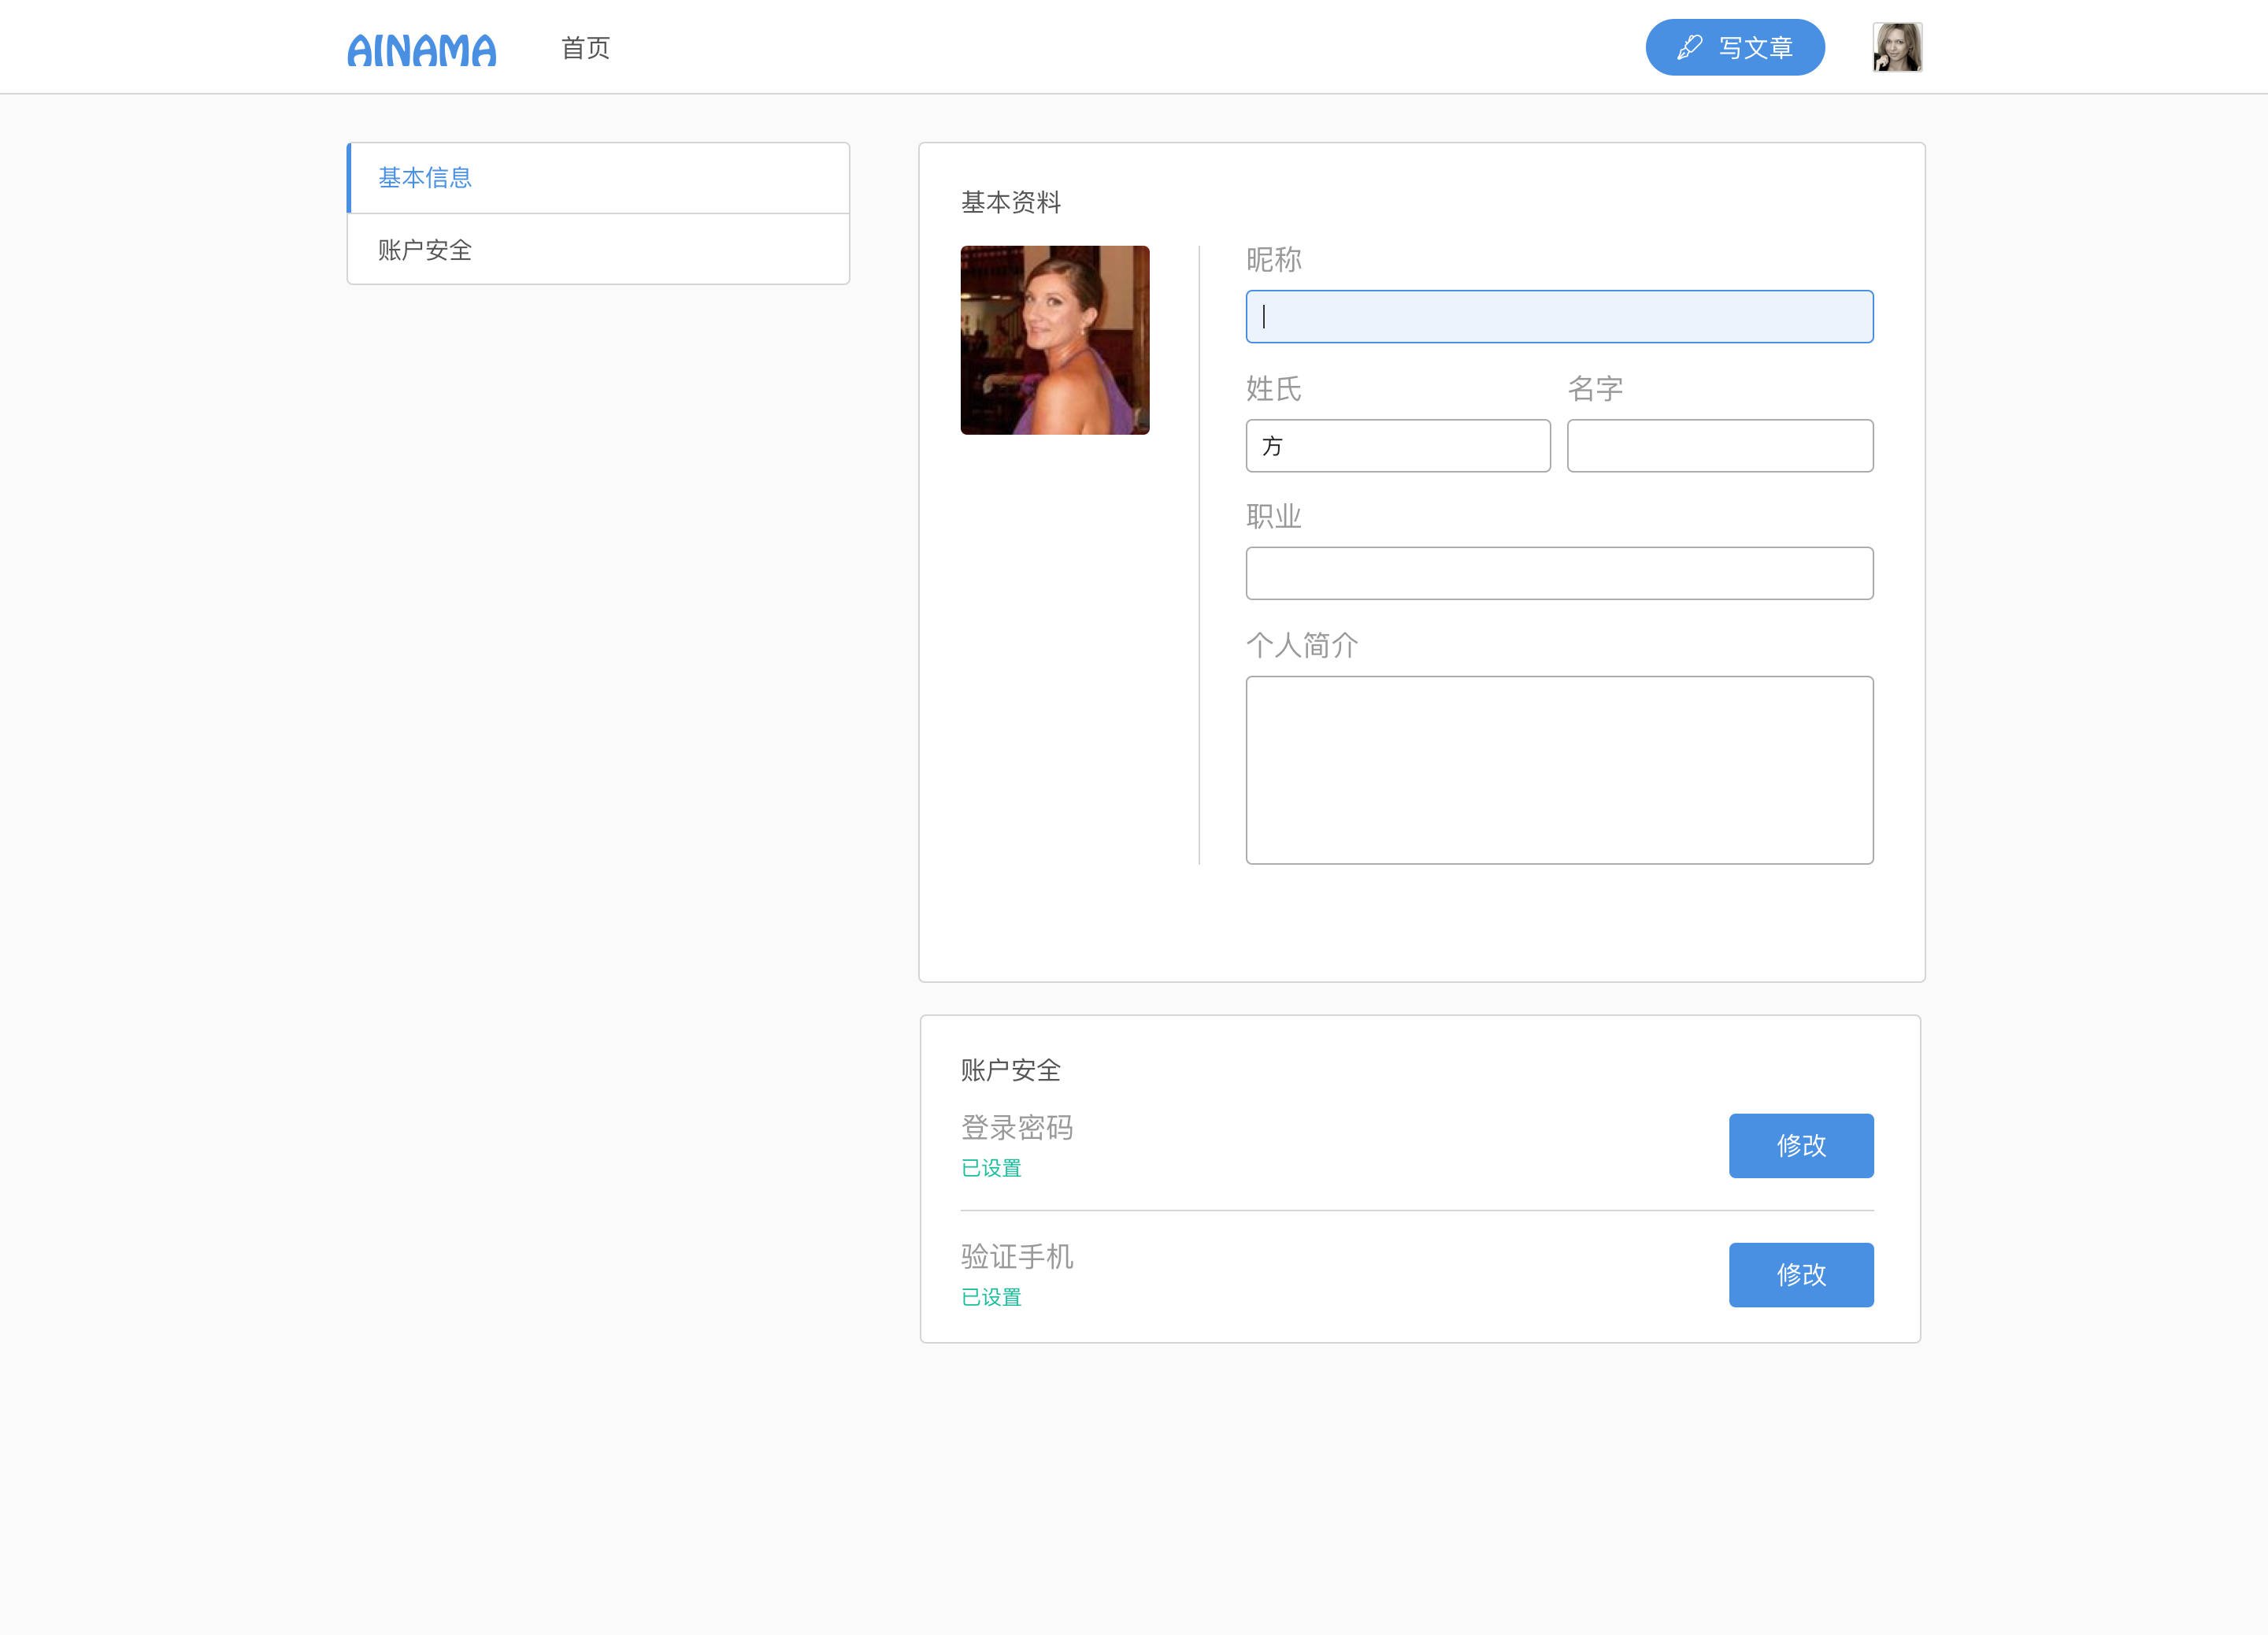 AINAMA 首页 写文章
基本信息
账户安全
基本资料
昵称
姓氏 名字
方
职业
个人简介
账户安全
登录密码
已设置
修改
验证手机
已设置
修改